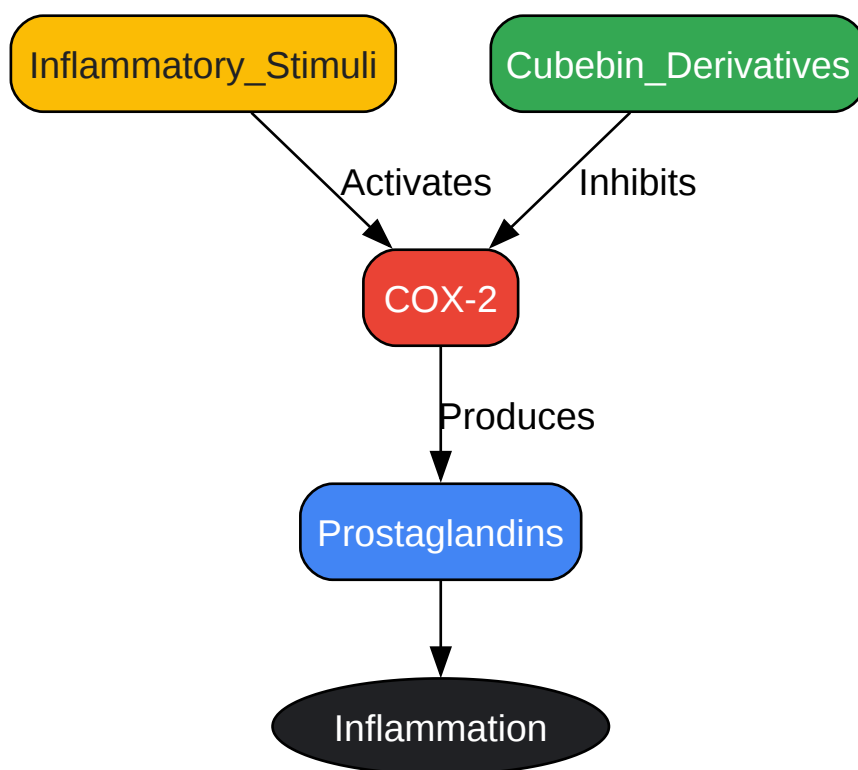 Inflammatory_Stimuli
Cubebin_Derivatives
Activates
Inhibits
COX-2
Produces
Prostaglandins
Inflammation